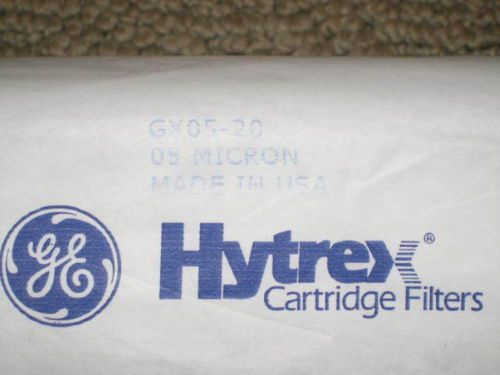 GX05-20
05 MICRON
MADE IN USA
GE
Hytrex®
Cartridge Filters